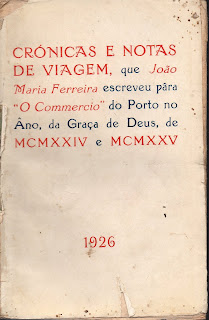 CRÓNICAS E NOTAS
DE VIAGEM, que João
Maria Ferreira escreveu pâra
"O Commercio" do Porto no
Âno, da Graça de Deus, de
MCMXXIV e MCMXXV
1926